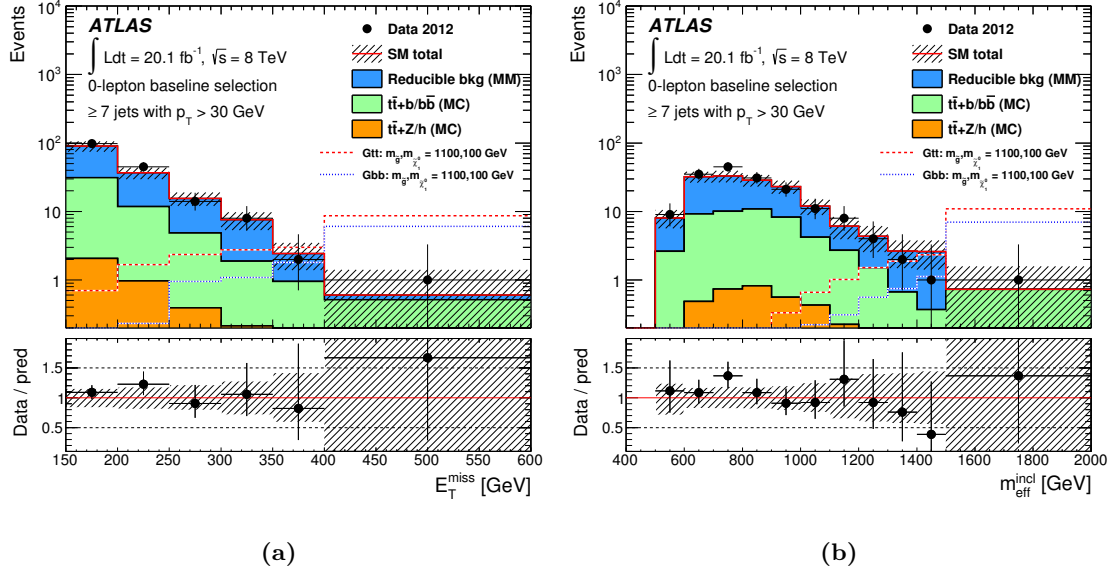 Events
10⁴
10³
10²
10
1
ATLAS
∫ Ldt = 20.1 fb⁻¹, √s = 8 TeV
0-lepton baseline selection
≥ 7 jets with p_T > 30 GeV
Data 2012
SM total
Reducible bkg (MM)
tt̄+b/bb̄ (MC)
tt̄+Z/h (MC)
Gtt: m_g̃,m_χ̃⁰₁ = 1100,100 GeV
Gbb: m_g̃,m_χ̃⁰₁ = 1100,100 GeV
Data / pred
1.5
1
0.5
150 200 250 300 350 400 450 500 550 600
E_T^miss [GeV]
(a)
Events
10⁴
10³
10²
10
1
ATLAS
∫ Ldt = 20.1 fb⁻¹, √s = 8 TeV
0-lepton baseline selection
≥ 7 jets with p_T > 30 GeV
Data 2012
SM total
Reducible bkg (MM)
tt̄+b/bb̄ (MC)
tt̄+Z/h (MC)
Gtt: m_g̃,m_χ̃⁰₁ = 1100,100 GeV
Gbb: m_g̃,m_χ̃⁰₁ = 1100,100 GeV
Data / pred
1.5
1
0.5
400 600 800 1000 1200 1400 1600 1800 2000
m_eff^incl [GeV]
(b)